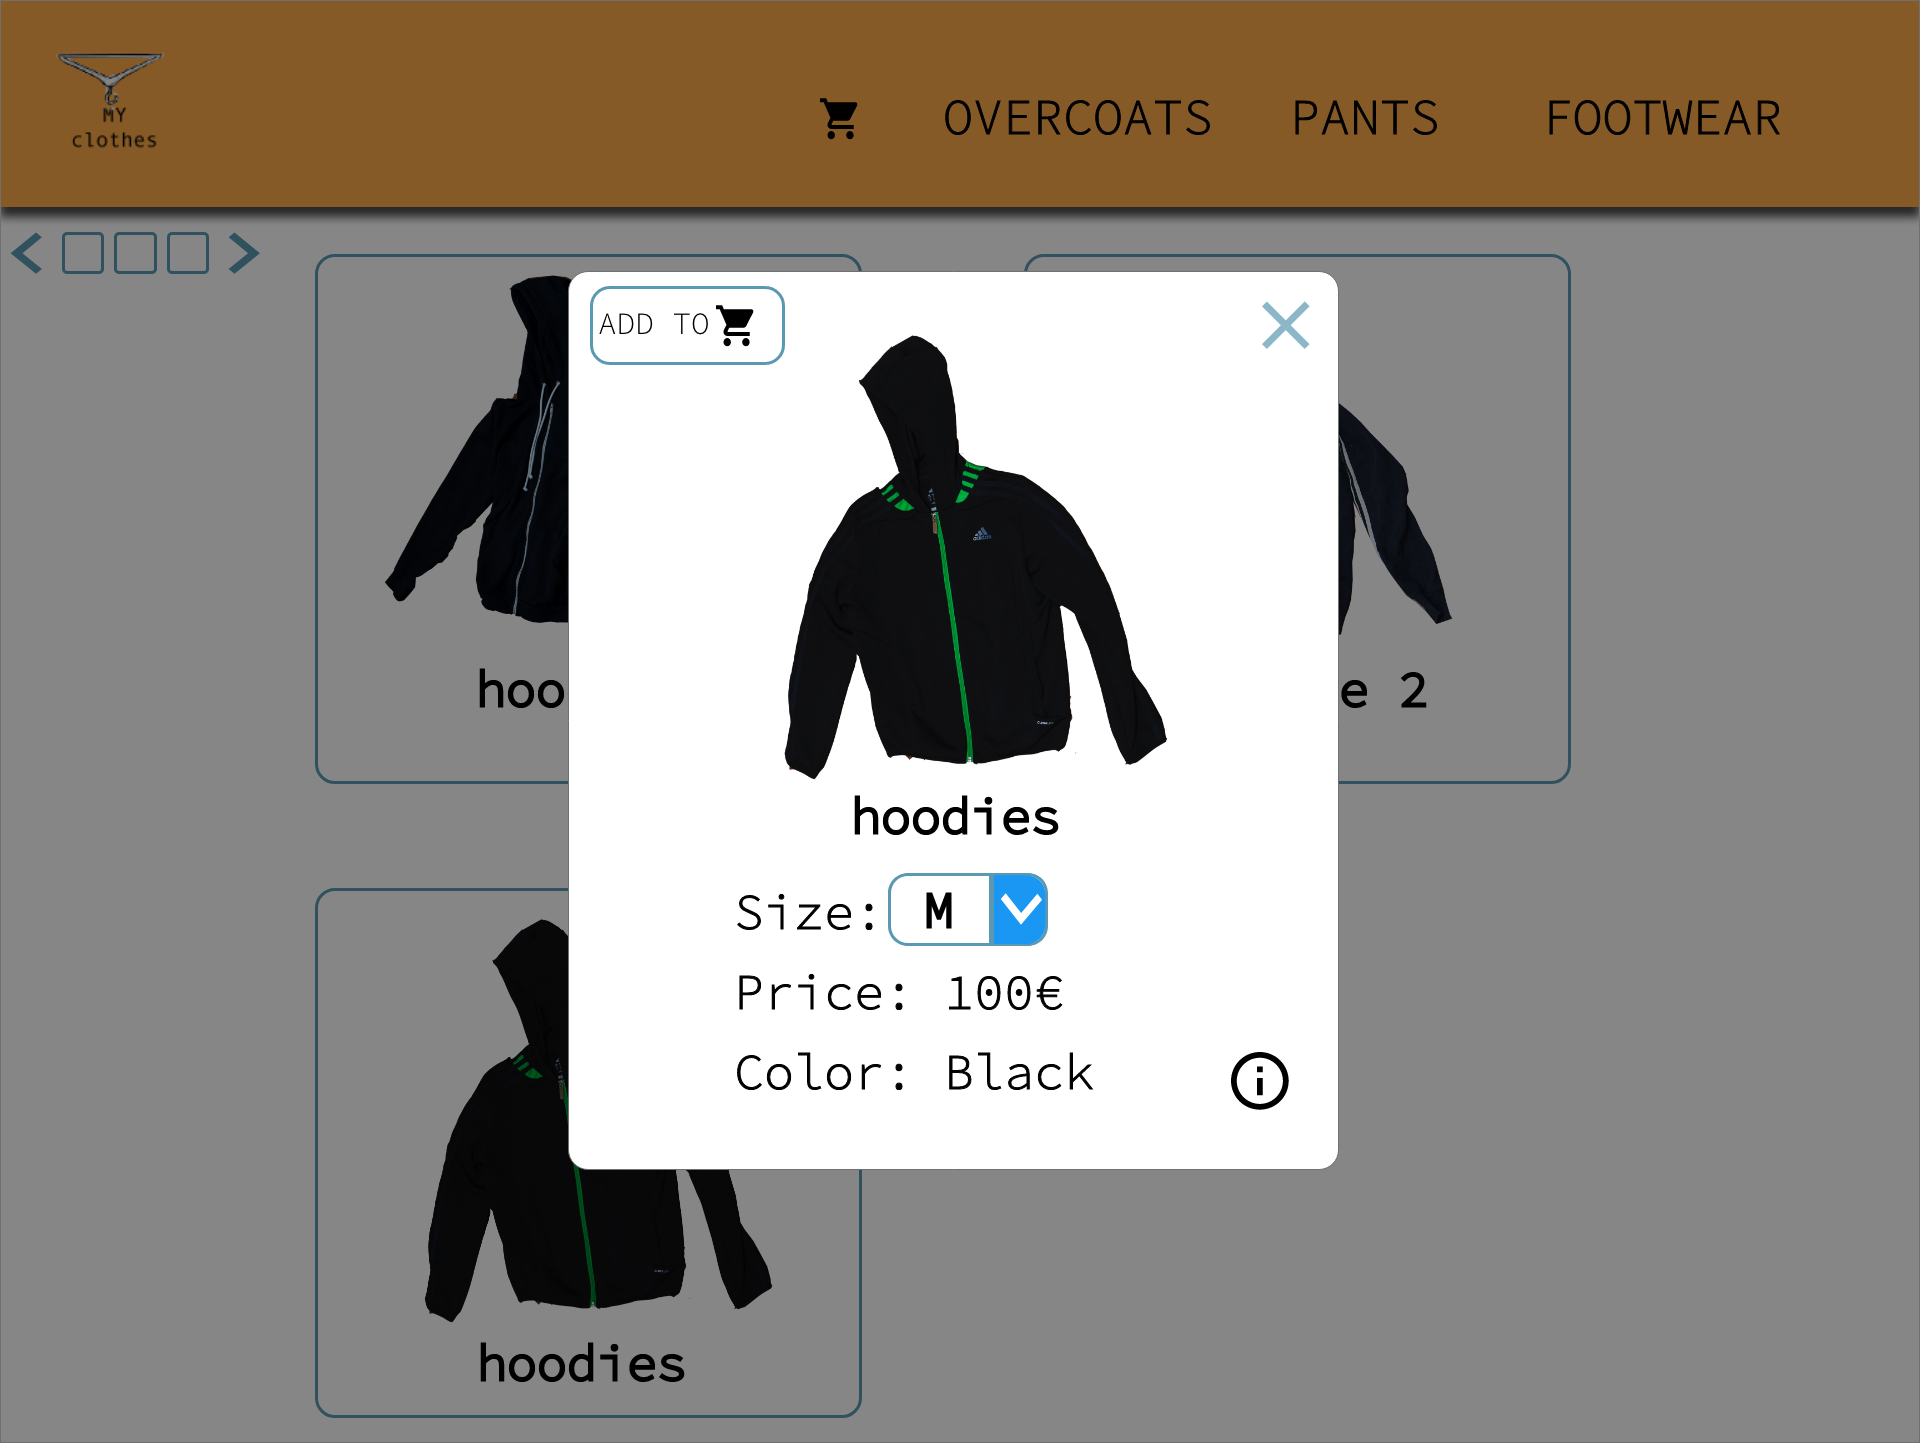 MY
clothes
OVERCOATS PANTS FOOTWEAR
ADD TO
hoo
e 2
hoodies
Size: M
Price: 100€
Color: Black
hoodies